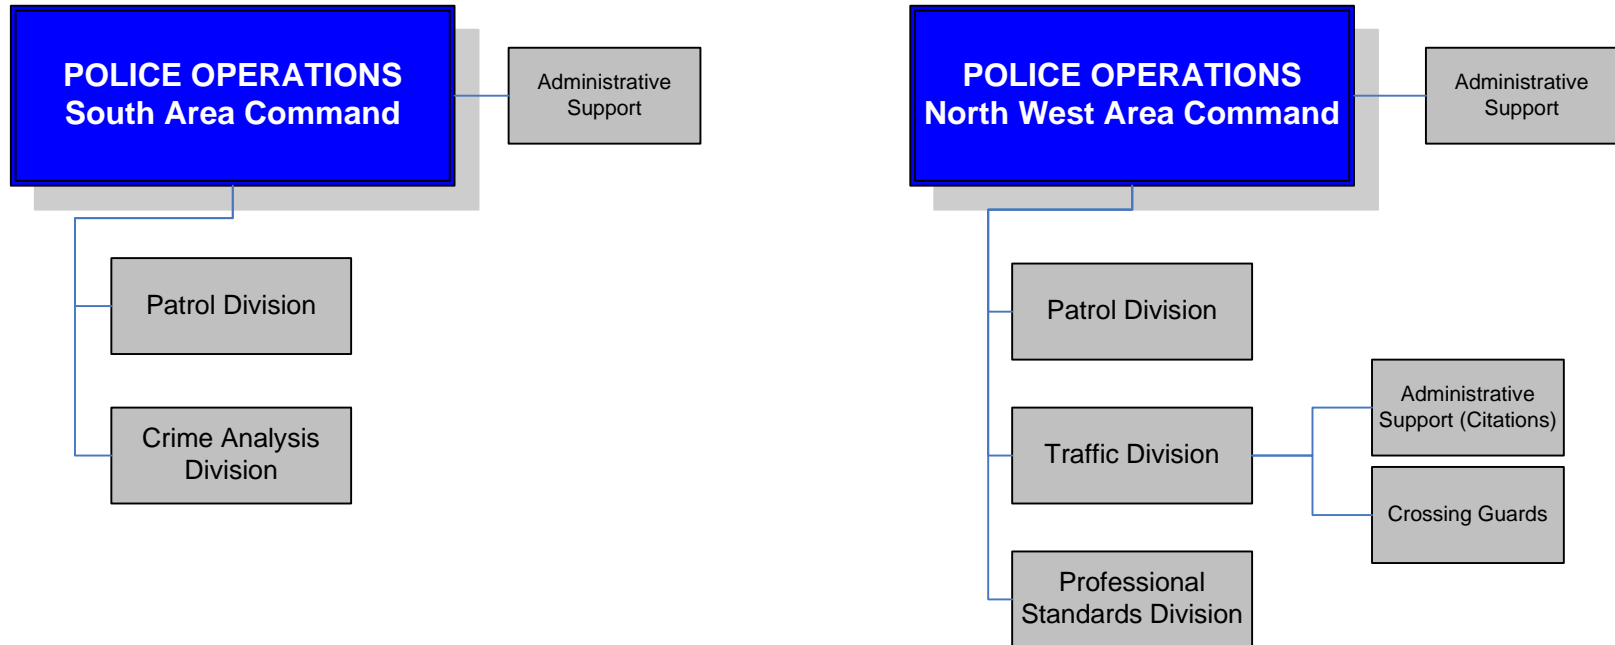 POLICE OPERATIONS
South Area Command
Administrative
Support
Patrol Division
Crime Analysis
Division
POLICE OPERATIONS
North West Area Command
Administrative
Support
Patrol Division
Traffic Division
Administrative
Support (Citations)
Crossing Guards
Professional
Standards Division